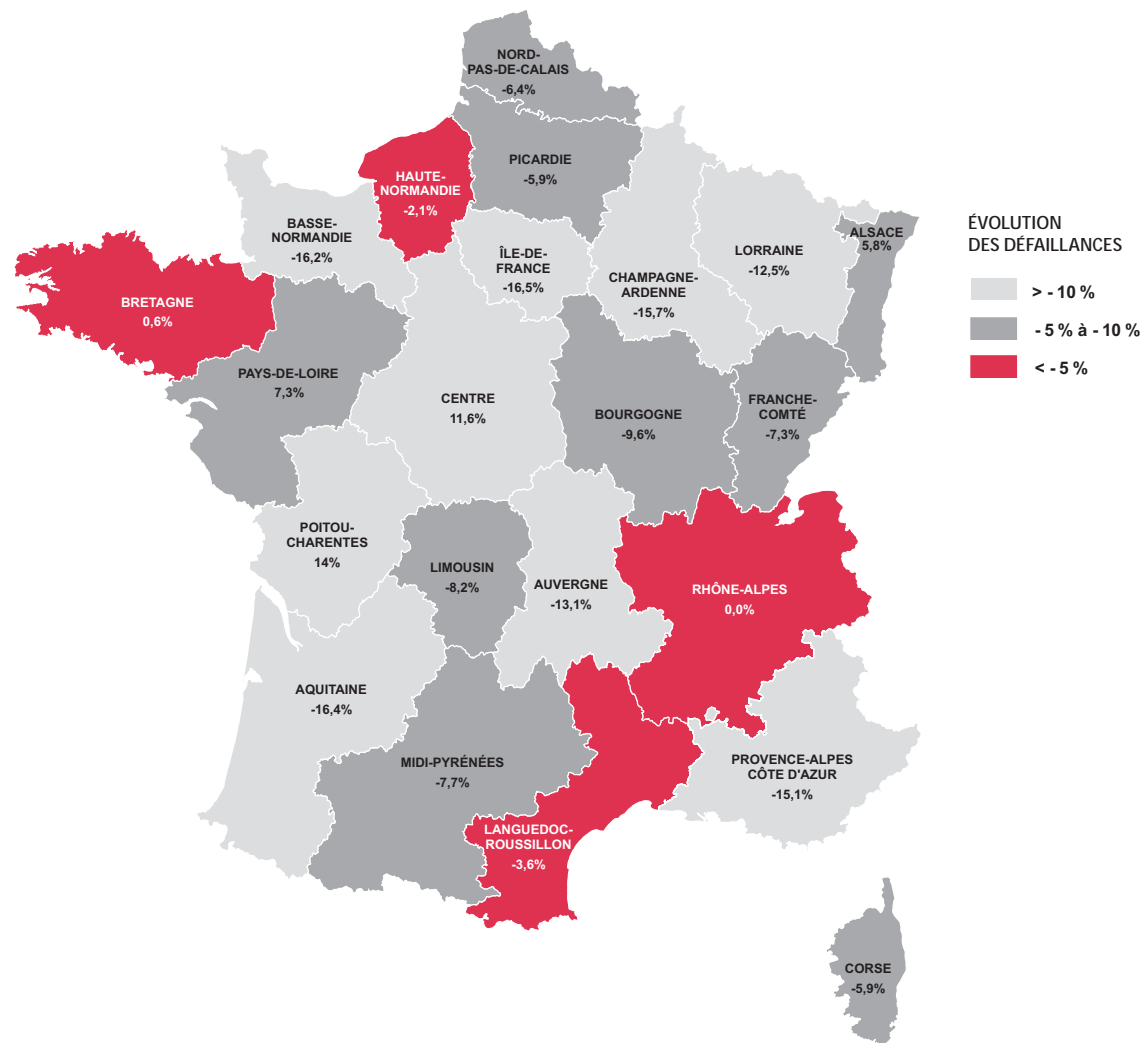 NORD-
PAS-DE-CALAIS
-6,4%
PICARDIE
-5,9%
HAUTE-
NORMANDIE
-2,1%
BASSE-
NORMANDIE
-16,2%
ÎLE-DE-
FRANCE
-16,5%
CHAMPAGNE-
ARDENNE
-15,7%
LORRAINE
-12,5%
ALSACE
5,8%
BRETAGNE
0,6%
PAYS-DE-LOIRE
7,3%
CENTRE
11,6%
BOURGOGNE
-9,6%
FRANCHE-
COMTÉ
-7,3%
POITOU-
CHARENTES
14%
LIMOUSIN
-8,2%
AUVERGNE
-13,1%
RHÔNE-ALPES
0,0%
AQUITAINE
-16,4%
MIDI-PYRÉNÉES
-7,7%
LANGUEDOC-
ROUSSILLON
-3,6%
PROVENCE-ALPES
CÔTE D'AZUR
-15,1%
CORSE
-5,9%
ÉVOLUTION
DES DÉFAILLANCES
> - 10 %
- 5 % à - 10 %
< - 5 %